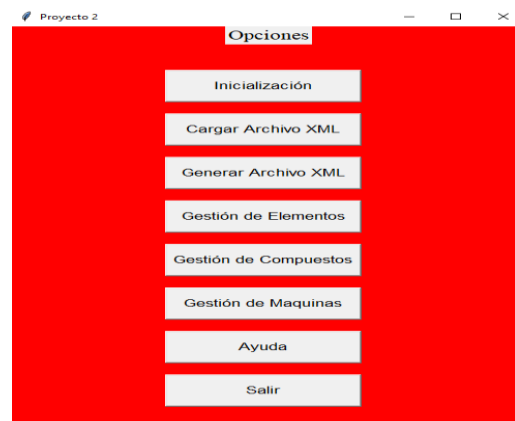 Proyecto 2
Opciones
Inicialización
Cargar Archivo XML
Generar Archivo XML
Gestión de Elementos
Gestión de Compuestos
Gestión de Maquinas
Ayuda
Salir